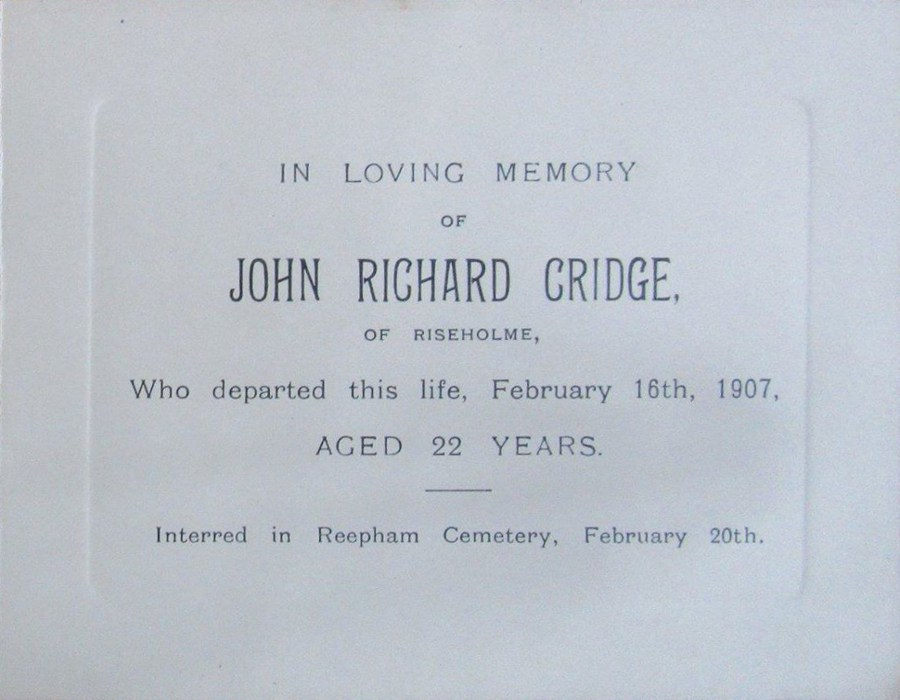 IN LOVING MEMORY
OF
JOHN RICHARD CRIDGE,
OF RISEHOLME,
Who departed this life, February 16th, 1907,
AGED 22 YEARS.
Interred in Reepham Cemetery, February 20th.